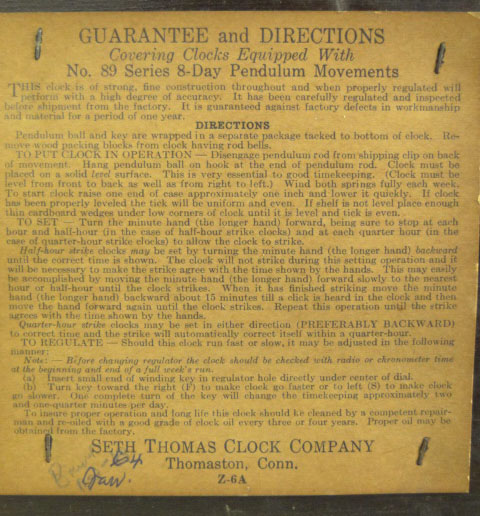 GUARANTEE and DIRECTIONS
Covering Clocks Equipped With
No. 89 Series 8-Day Pendulum Movements
THIS clock is of strong, fine construction throughout and when properly regulated will
perform with a high degree of accuracy. It has been carefully regulated and inspected
before shipment from the factory. It is guaranteed against factory defects in workmanship
and material for a period of one year.
DIRECTIONS
Pendulum ball and key are wrapped in a separate package tacked to bottom of clock. Re-
move wood packing blocks from clock having rod bells.
TO PUT CLOCK IN OPERATION — Disengage pendulum rod from shipping clip on back
of movement. Hang pendulum ball on hook at the end of pendulum rod. Clock must be
placed on a solid level surface. This is very essential to good timekeeping. (Clock must be
level from front to back as well as from right to left.) Wind both springs fully each week.
To start clock raise one end of case approximately one inch and lower it quickly. If clock
has been properly leveled the tick will be uniform and even. If shelf is not level place enough
thin cardboard wedges under low corners of clock until it is level and tick is even.
TO SET — Turn the minute hand (the longer hand) forward, being sure to stop at each
hour and half-hour (in the case of half-hour strike clocks) and at each quarter hour (in the
case of quarter-hour strike clocks) to allow the clock to strike.
Half-hour strike clocks may be set by turning the minute hand (the longer hand) backward
until the correct time is shown. The clock will not strike during this setting operation and it
will be necessary to make the strike agree with the time shown by the hands. This may easily
be accomplished by moving the minute hand (the longer hand) forward slowly to the nearest
hour or half-hour until the clock strikes. When it has finished striking move the minute
hand (the longer hand) backward about 15 minutes till a click is heard in the clock and then
move the hand forward again until the clock strikes. Repeat this operation until the strike
agrees with the time shown by the hands.
Quarter-hour strike clocks may be set in either direction (PREFERABLY BACKWARD)
to correct time and the strike will automatically correct itself within a quarter-hour.
TO REGULATE — Should this clock run fast or slow, it may be adjusted in the following
manner:
Note: — Before changing regulator the clock should be checked with radio or chronometer time
at the beginning and end of a full week's run.
(a) Insert small end of winding key in regulator hole directly under center of dial.
(b) Turn key toward the right (F) to make clock go faster or to left (S) to make clock
go slower. One complete turn of the key will change the timekeeping approximately two
and one-quarter minutes per day.
To insure proper operation and long life this clock should be cleaned by a competent repair-
man and re-oiled with a good grade of clock oil every three or four years. Proper oil may be
obtained from the factory.
SETH THOMAS CLOCK COMPANY
Thomaston, Conn.
Z-6A
64
Jan.